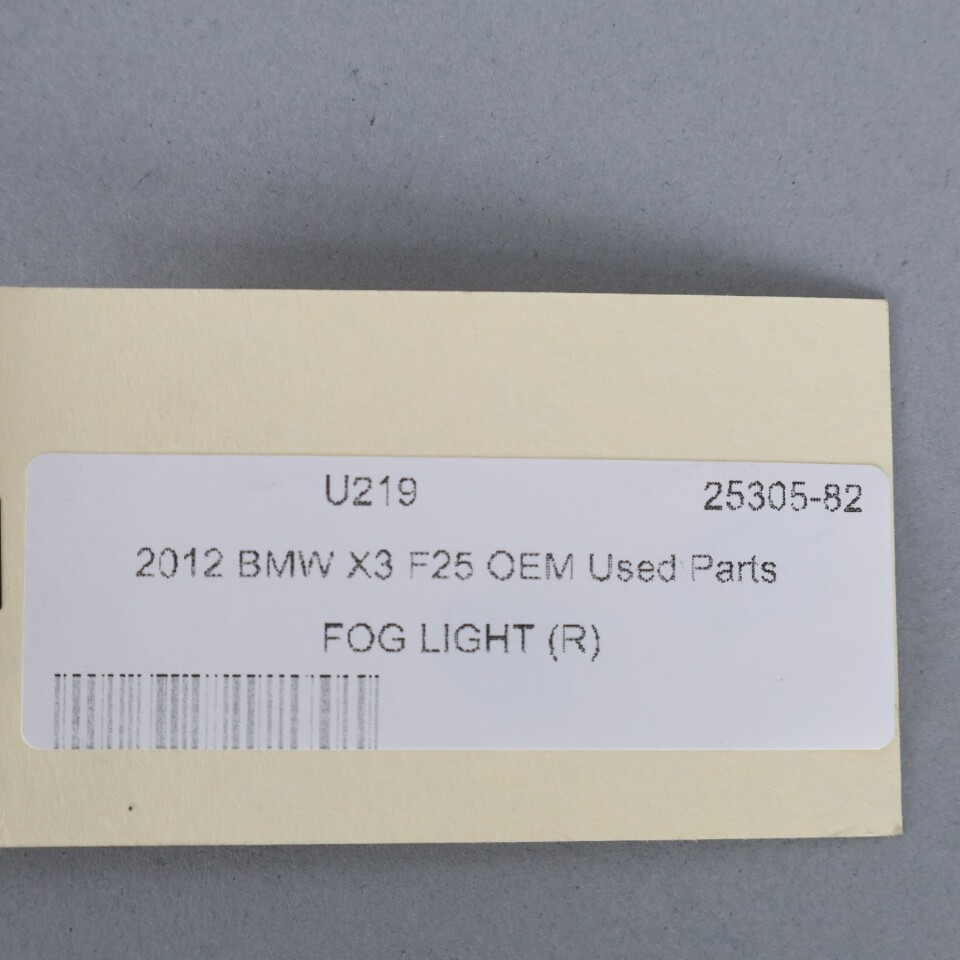 U219 25305-82
2012 BMW X3 F25 OEM Used Parts
FOG LIGHT (R)